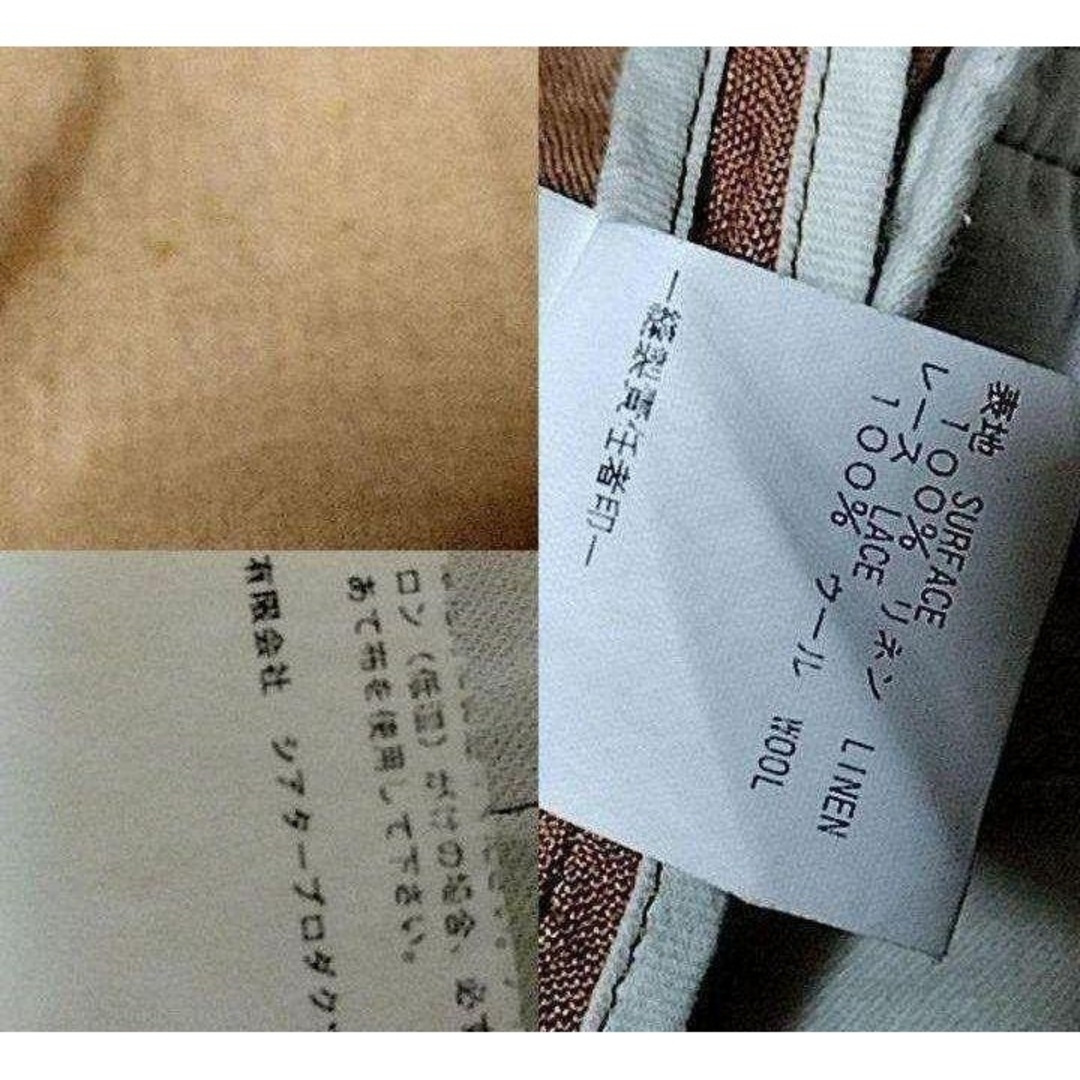 表地 SURFACE
100% リネン LINEN
レース LACE
100% ウール WOOL
―縫製責任者印―
ロン(低温)がけの場合、必ず
あて布を使用して下さい。
有限会社 シアタープロダク